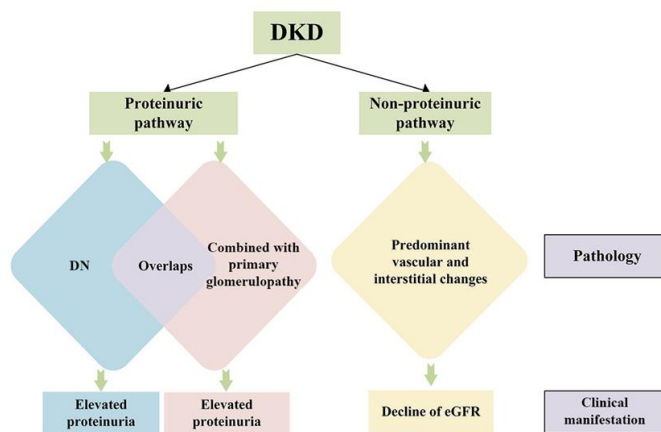 DKD
Proteinuric
pathway
Non-proteinuric
pathway
DN
Overlaps
Combined with
primary
glomerulopathy
Predominant
vascular and
interstitial changes
Pathology
Elevated
proteinuria
Elevated
proteinuria
Decline of eGFR
Clinical
manifestation